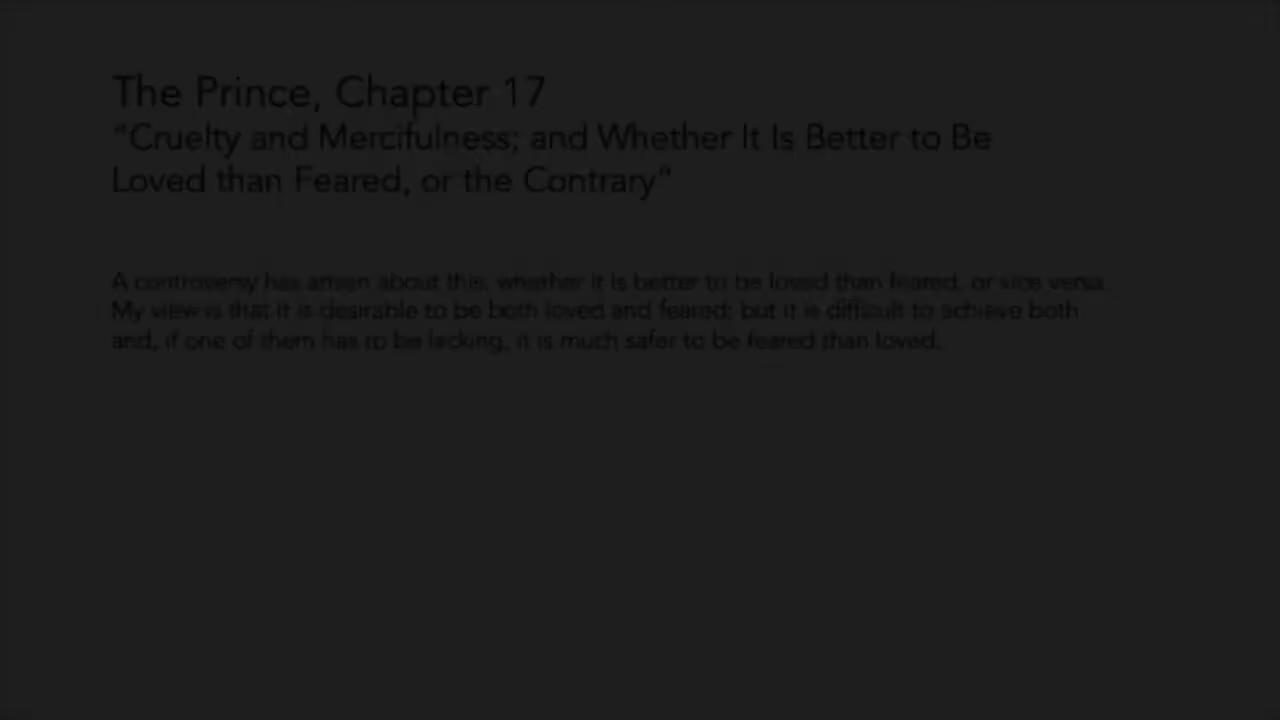 The Prince, Chapter 17
“Cruelty and Mercifulness; and Whether It Is Better to Be
Loved than Feared, or the Contrary”
A controversy has arisen about this: whether it is better to be loved than feared, or vice versa.
My view is that it is desirable to be both loved and feared; but it is difficult to achieve both
and, if one of them has to be lacking, it is much safer to be feared than loved.